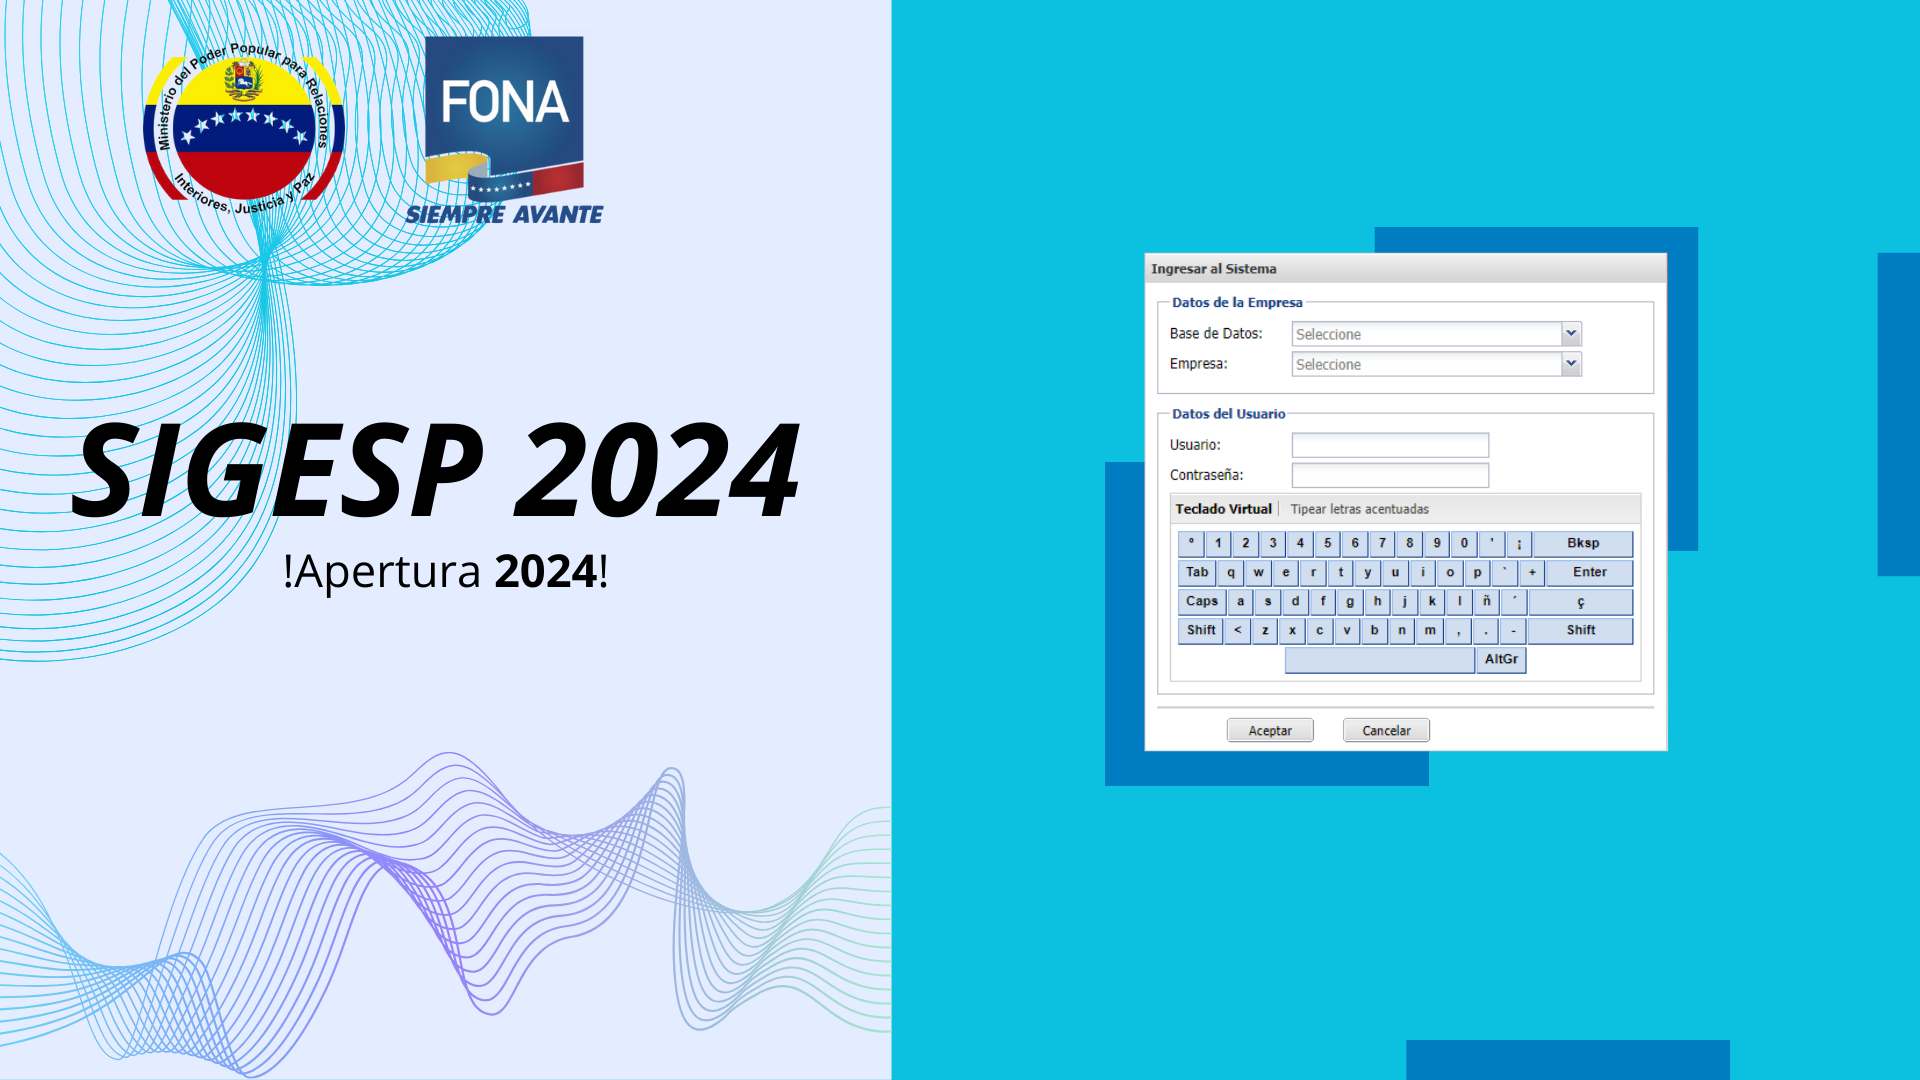 Ministerio del Poder Popular para Relaciones
Interiores, Justicia y Paz
FONA
SIEMPRE AVANTE
SIGESP 2024
!Apertura 2024!
Ingresar al Sistema
Datos de la Empresa
Base de Datos: Seleccione
Empresa: Seleccione
Datos del Usuario
Usuario:
Contraseña:
Teclado Virtual Tipear letras acentuadas
º 1 2 3 4 5 6 7 8 9 0 ' ¡ Bksp
Tab q w e r t y u i o p ` + Enter
Caps a s d f g h j k l ñ ´ ç
Shift < z x c v b n m , . - Shift
AltGr
Aceptar Cancelar